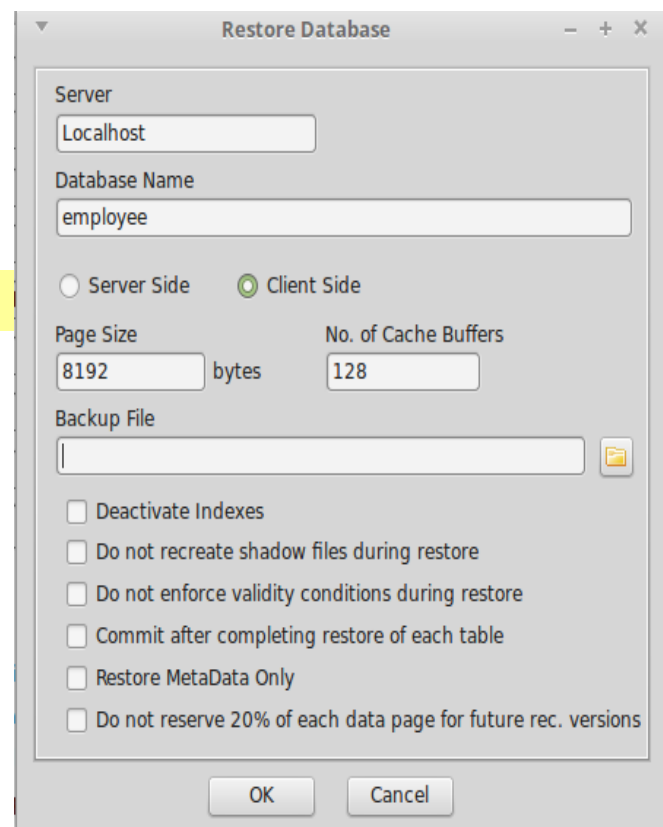 Restore Database
Server
Localhost
Database Name
employee
Server Side Client Side
Page Size No. of Cache Buffers
8192 bytes 128
Backup File
Deactivate Indexes
Do not recreate shadow files during restore
Do not enforce validity conditions during restore
Commit after completing restore of each table
Restore MetaData Only
Do not reserve 20% of each data page for future rec. versions
OK Cancel